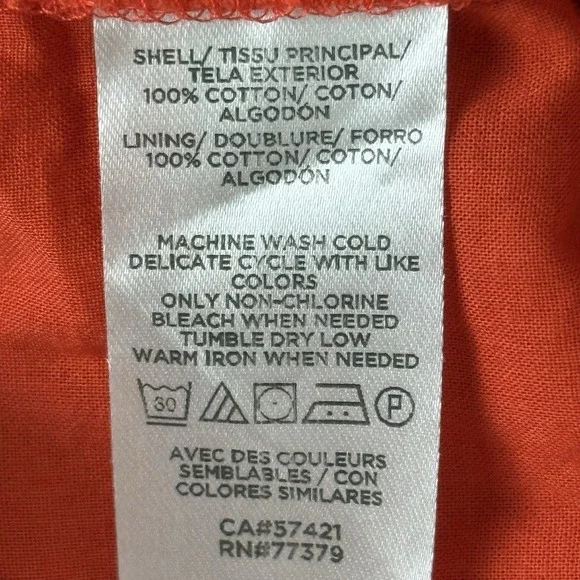 SHELL/ TISSU PRINCIPAL/
TELA EXTERIOR
100% COTTON/ COTON/
ALGODÓN
LINING/ DOUBLURE/ FORRO
100% COTTON/ COTON/
ALGODÓN
MACHINE WASH COLD
DELICATE CYCLE WITH LIKE
COLORS
ONLY NON-CHLORINE
BLEACH WHEN NEEDED
TUMBLE DRY LOW
WARM IRON WHEN NEEDED
30 P
AVEC DES COULEURS
SEMBLABLES / CON
COLORES SIMILARES
CA#57421
RN#77379